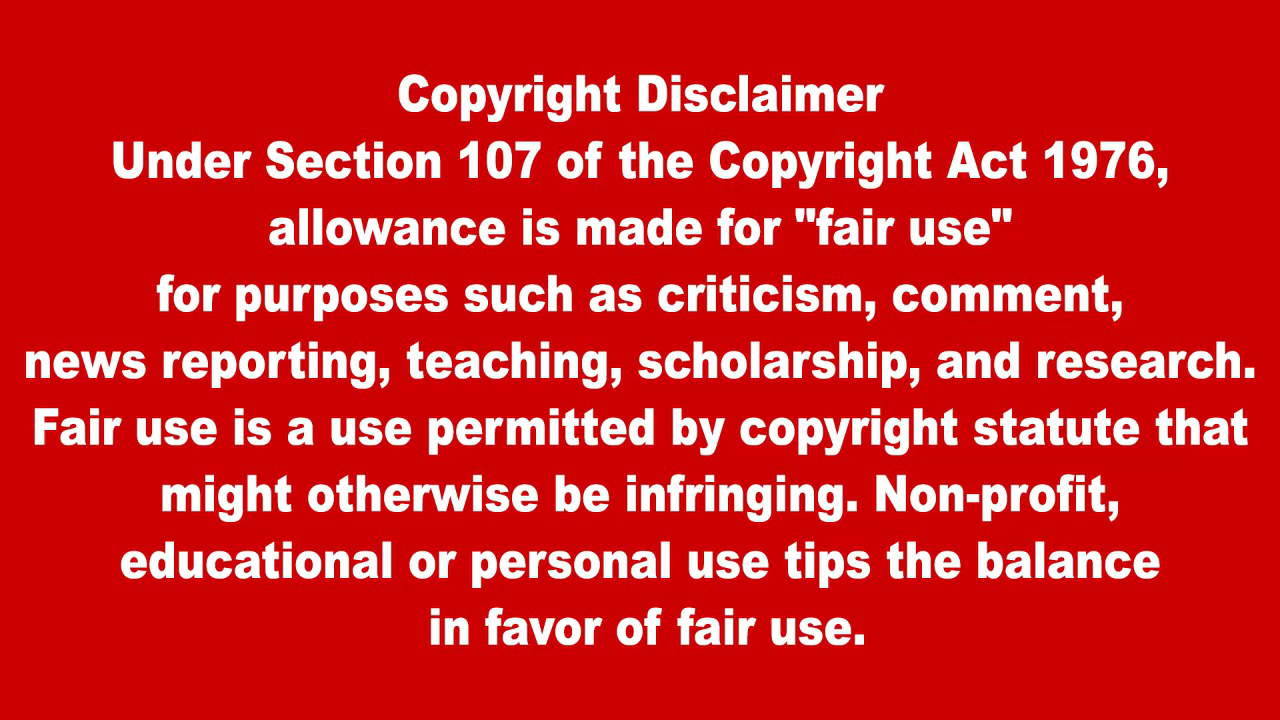 Copyright Disclaimer
Under Section 107 of the Copyright Act 1976,
allowance is made for "fair use"
for purposes such as criticism, comment,
news reporting, teaching, scholarship, and research.
Fair use is a use permitted by copyright statute that
might otherwise be infringing. Non-profit,
educational or personal use tips the balance
in favor of fair use.